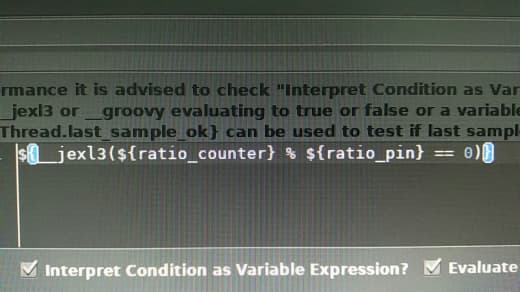 rmance it is advised to check "Interpret Condition as Var
__jexl3 or __groovy evaluating to true or false or a variable
Thread.last_sample_ok} can be used to test if last sampl
${__jexl3(${ratio_counter} % ${ratio_pin} == 0)}
Interpret Condition as Variable Expression? Evaluate